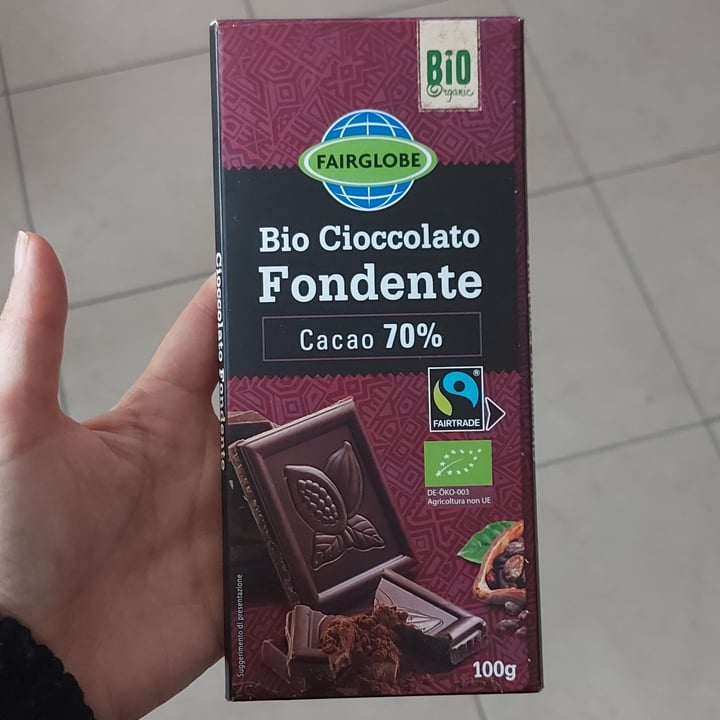 BiO
Organic
FAIRGLOBE
Bio Cioccolato
Fondente
Cacao 70%
Cioccolato Fondente
®
FAIRTRADE
DE-ÖKO-003
Agricoltura non UE
Suggerimento di presentazione
100g